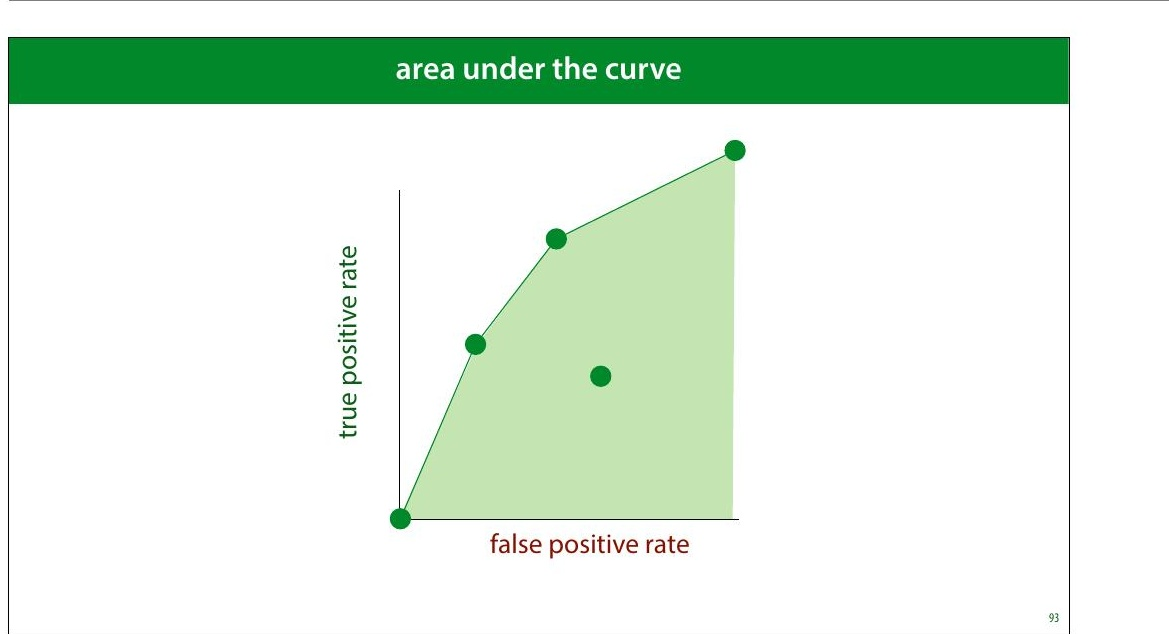 area under the curve
true positive rate
false positive rate
93